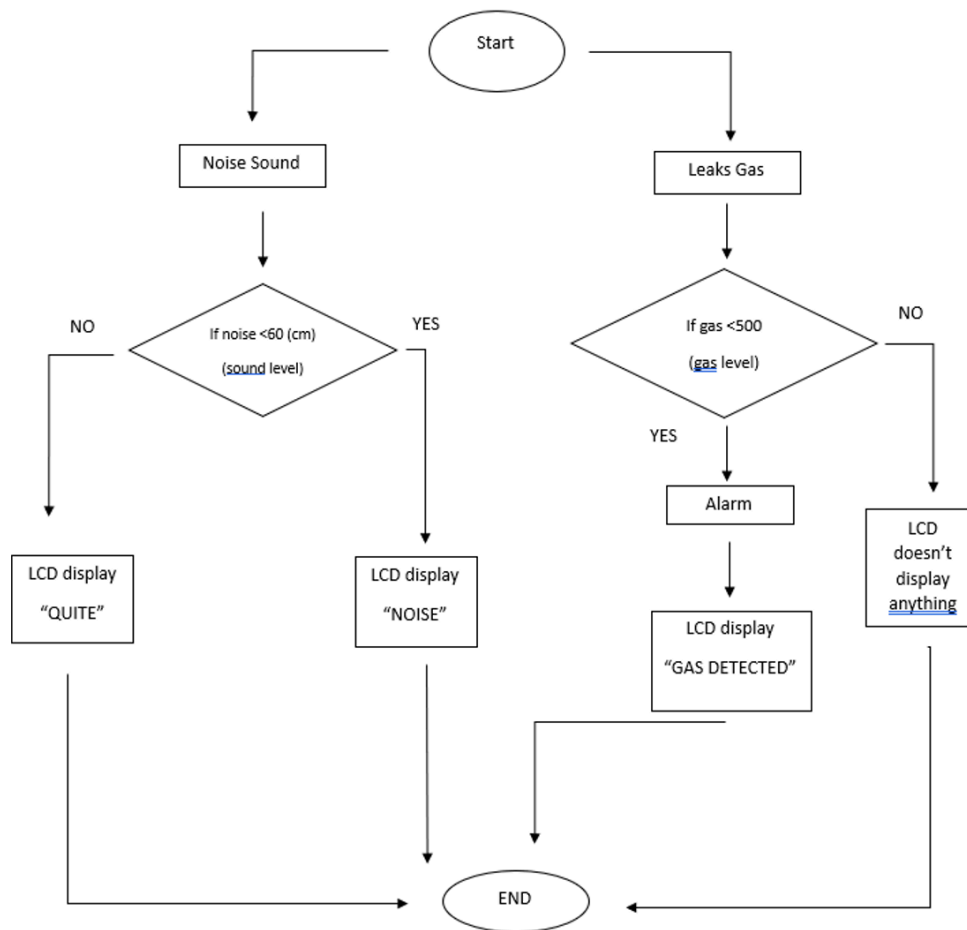 Start
Noise Sound
Leaks Gas
NO
If noise <60 (cm)
(sound level)
YES
If gas <500
(gas level)
NO
YES
Alarm
LCD display
"QUITE"
LCD display
"NOISE"
LCD display
"GAS DETECTED"
LCD
doesn't
display
anything
END